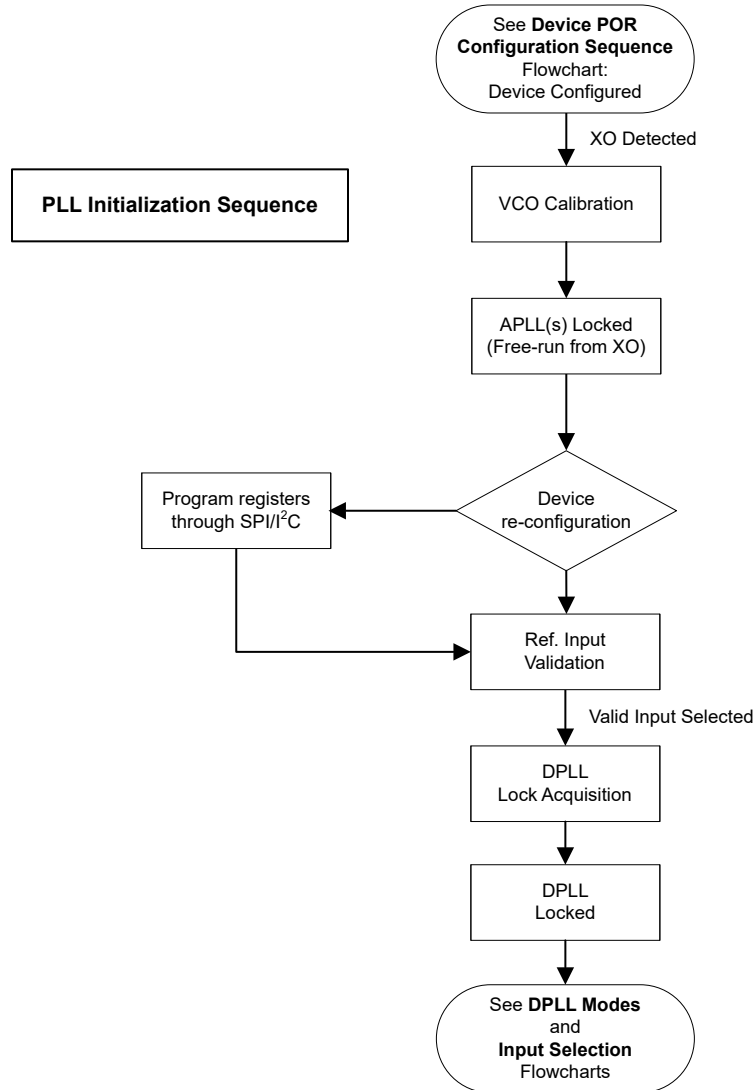 See Device POR
Configuration Sequence
Flowchart:
Device Configured
XO Detected
PLL Initialization Sequence
VCO Calibration
APLL(s) Locked
(Free-run from XO)
Device
re-configuration
Program registers
through SPI/I²C
Ref. Input
Validation
Valid Input Selected
DPLL
Lock Acquisition
DPLL
Locked
See DPLL Modes
and
Input Selection
Flowcharts